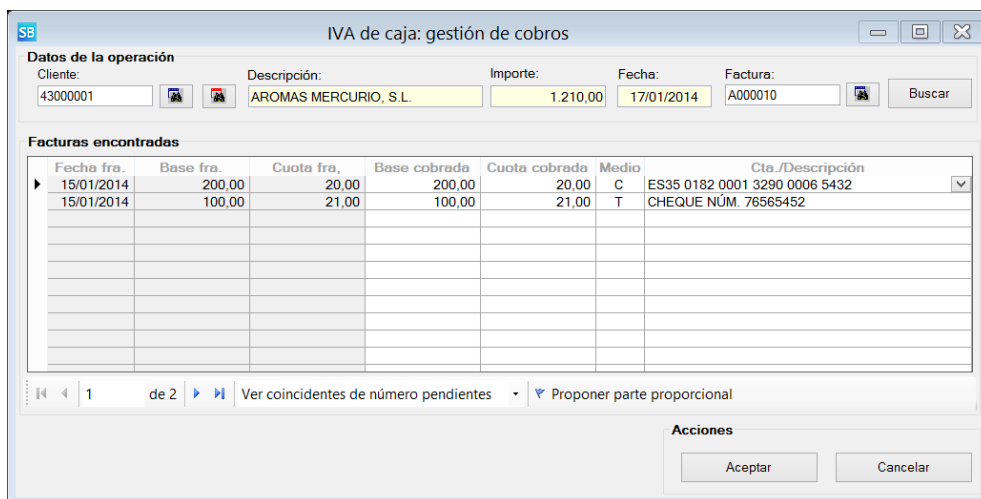 SB IVA de caja: gestión de cobros
Datos de la operación
Cliente: Descripción: Importe: Fecha: Factura:
43000001 AROMAS MERCURIO, S.L. 1.210,00 17/01/2014 A000010 Buscar
Facturas encontradas
Fecha fra. Base fra. Cuota fra, Base cobrada Cuota cobrada Medio Cta./Descripción
15/01/2014 200,00 20,00 200,00 20,00 C ES35 0182 0001 3290 0006 5432
15/01/2014 100,00 21,00 100,00 21,00 T CHEQUE NÚM. 76565452
1 de 2 Ver coincidentes de número pendientes Proponer parte proporcional
Acciones
Aceptar Cancelar